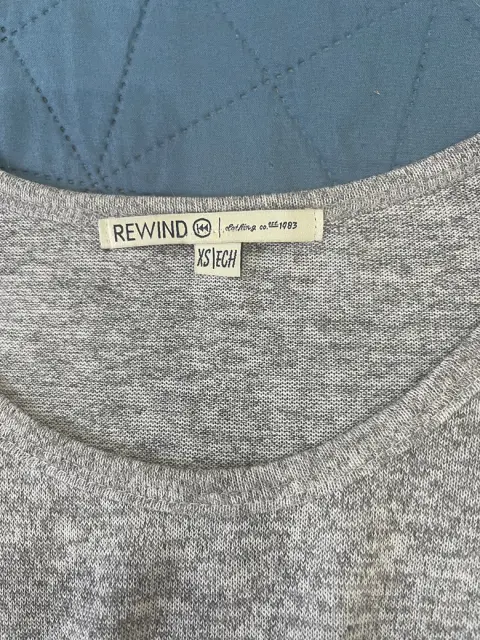 REWIND clothing co. est 1983
XS|ECH